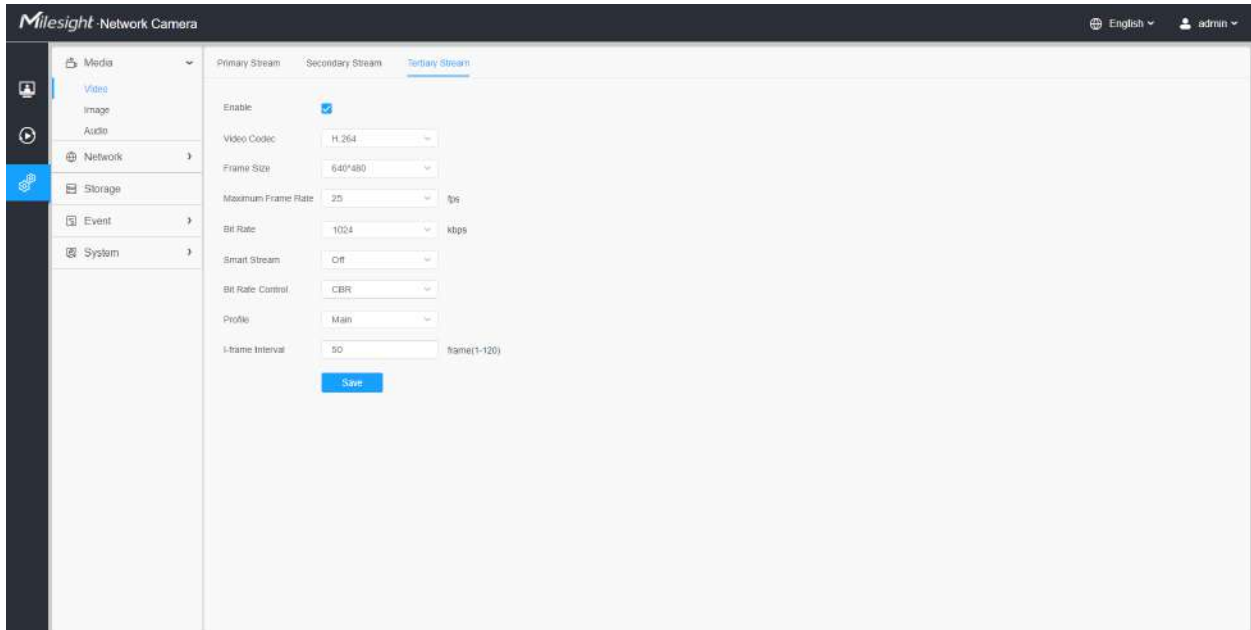 Milesight -Network Camera
English
admin
Media
Video
Image
Audio
Network
Storage
Event
System
Primary Stream Secondary Stream Tertiary Stream
Enable
Video Codec H.264
Frame Size 640*480
Maximum Frame Rate 25 fps
Bit Rate 1024 kbps
Smart Stream Off
Bit Rate Control CBR
Profile Main
I-frame Interval 50 frame(1-120)
Save